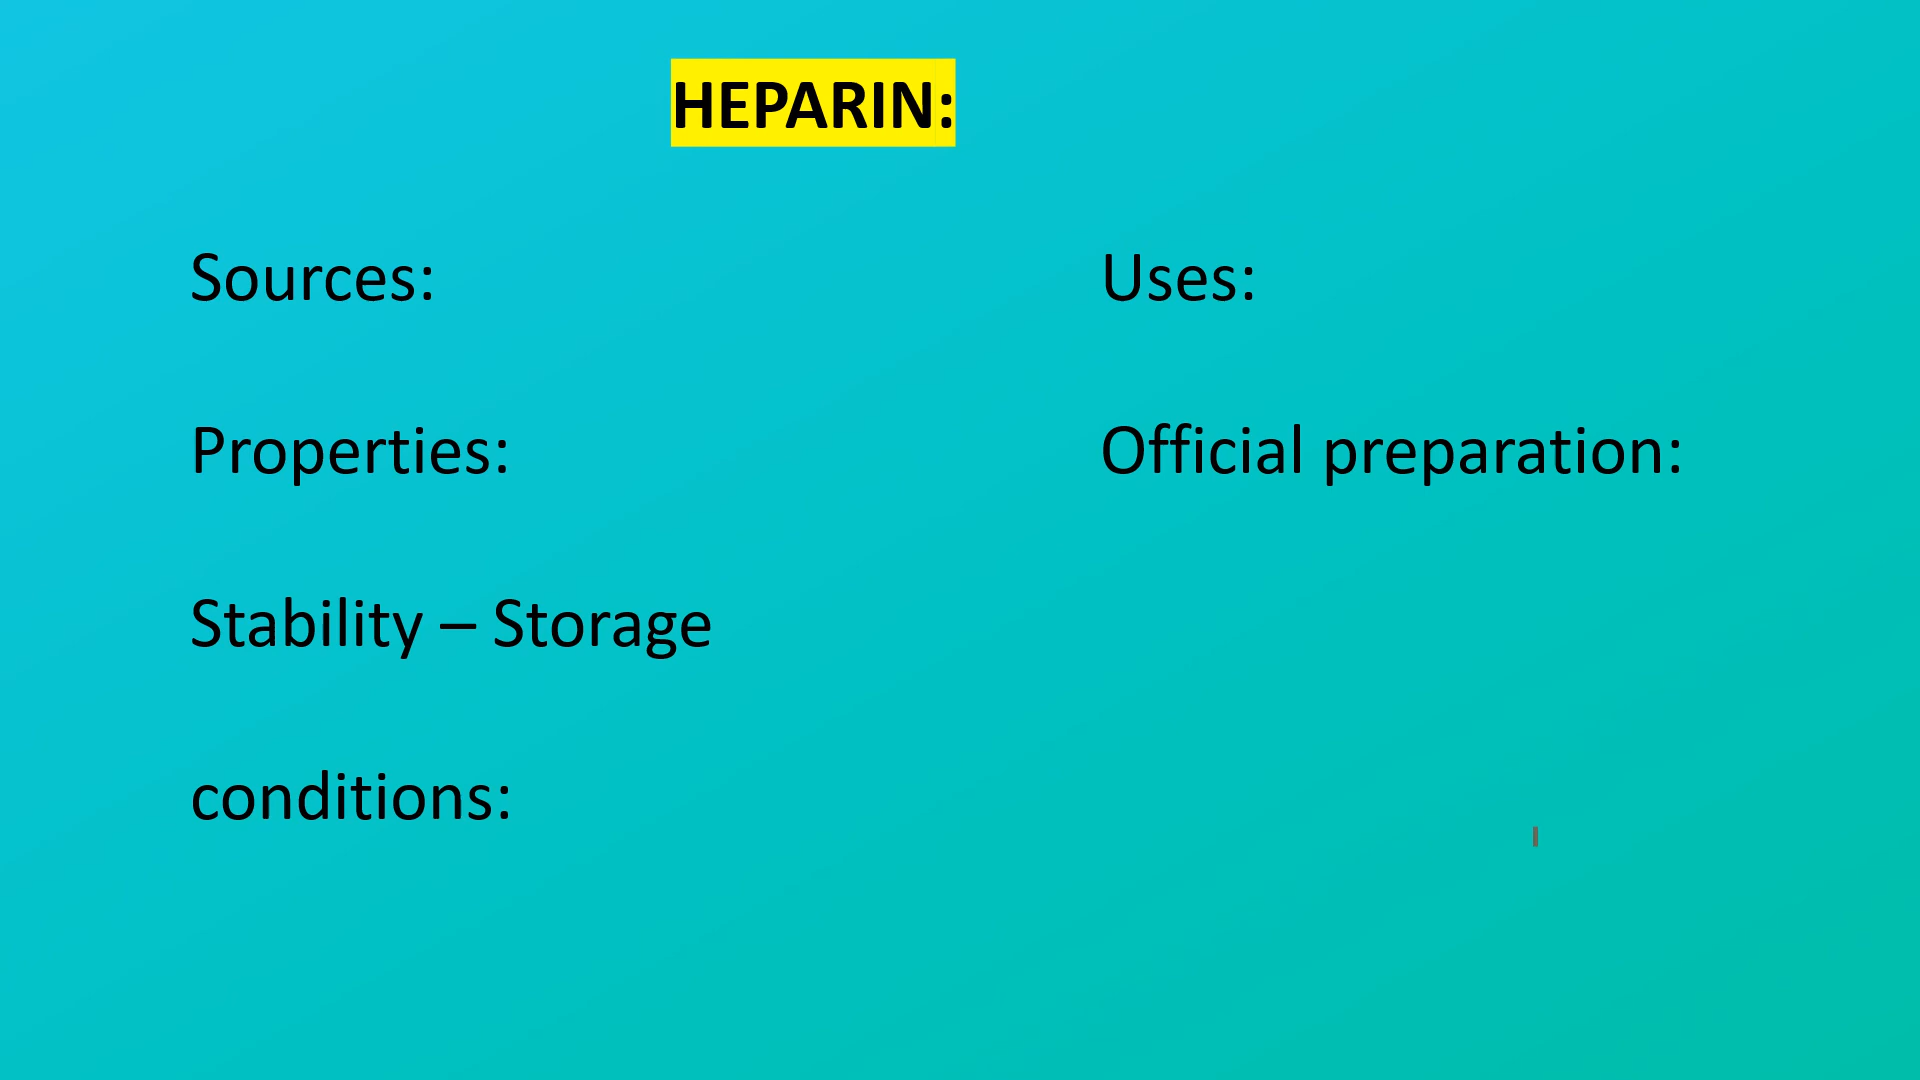 HEPARIN:
Sources:
Properties:
Stability – Storage
conditions:
Uses:
Official preparation: